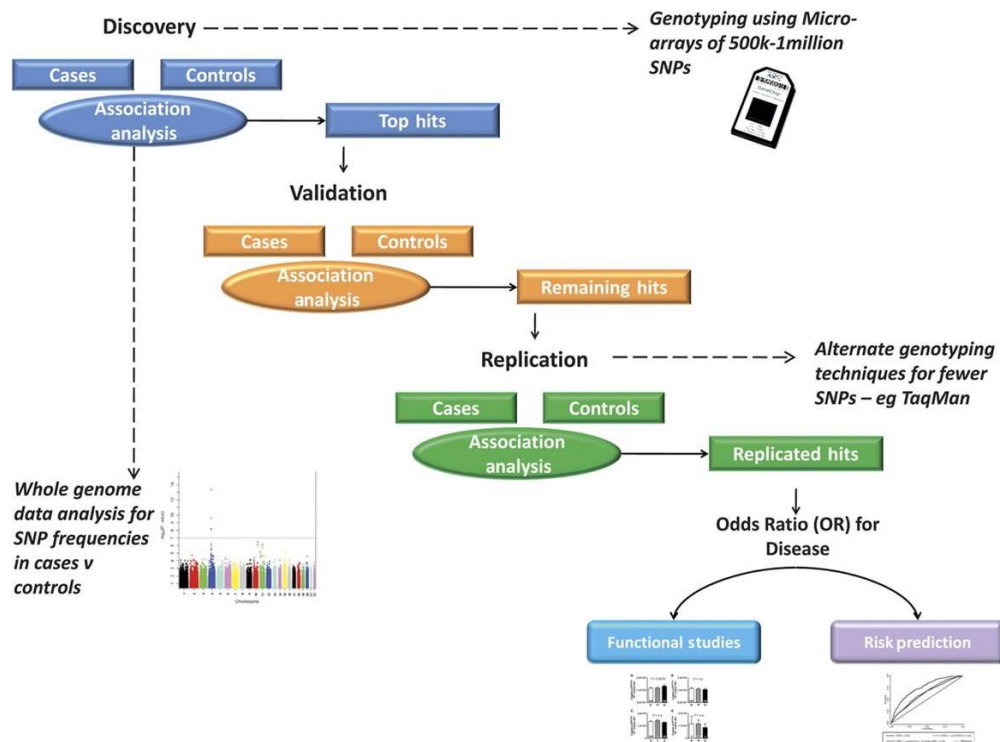 Discovery
Genotyping using Micro-
arrays of 500k-1million
SNPs
Cases
Controls
Association
analysis
Top hits
Validation
Cases
Controls
Association
analysis
Remaining hits
Replication
Alternate genotyping
techniques for fewer
SNPs – eg TaqMan
Cases
Controls
Association
analysis
Replicated hits
Whole genome
data analysis for
SNP frequencies
in cases v
controls
Chromosome
Odds Ratio (OR) for
Disease
Functional studies
Risk prediction